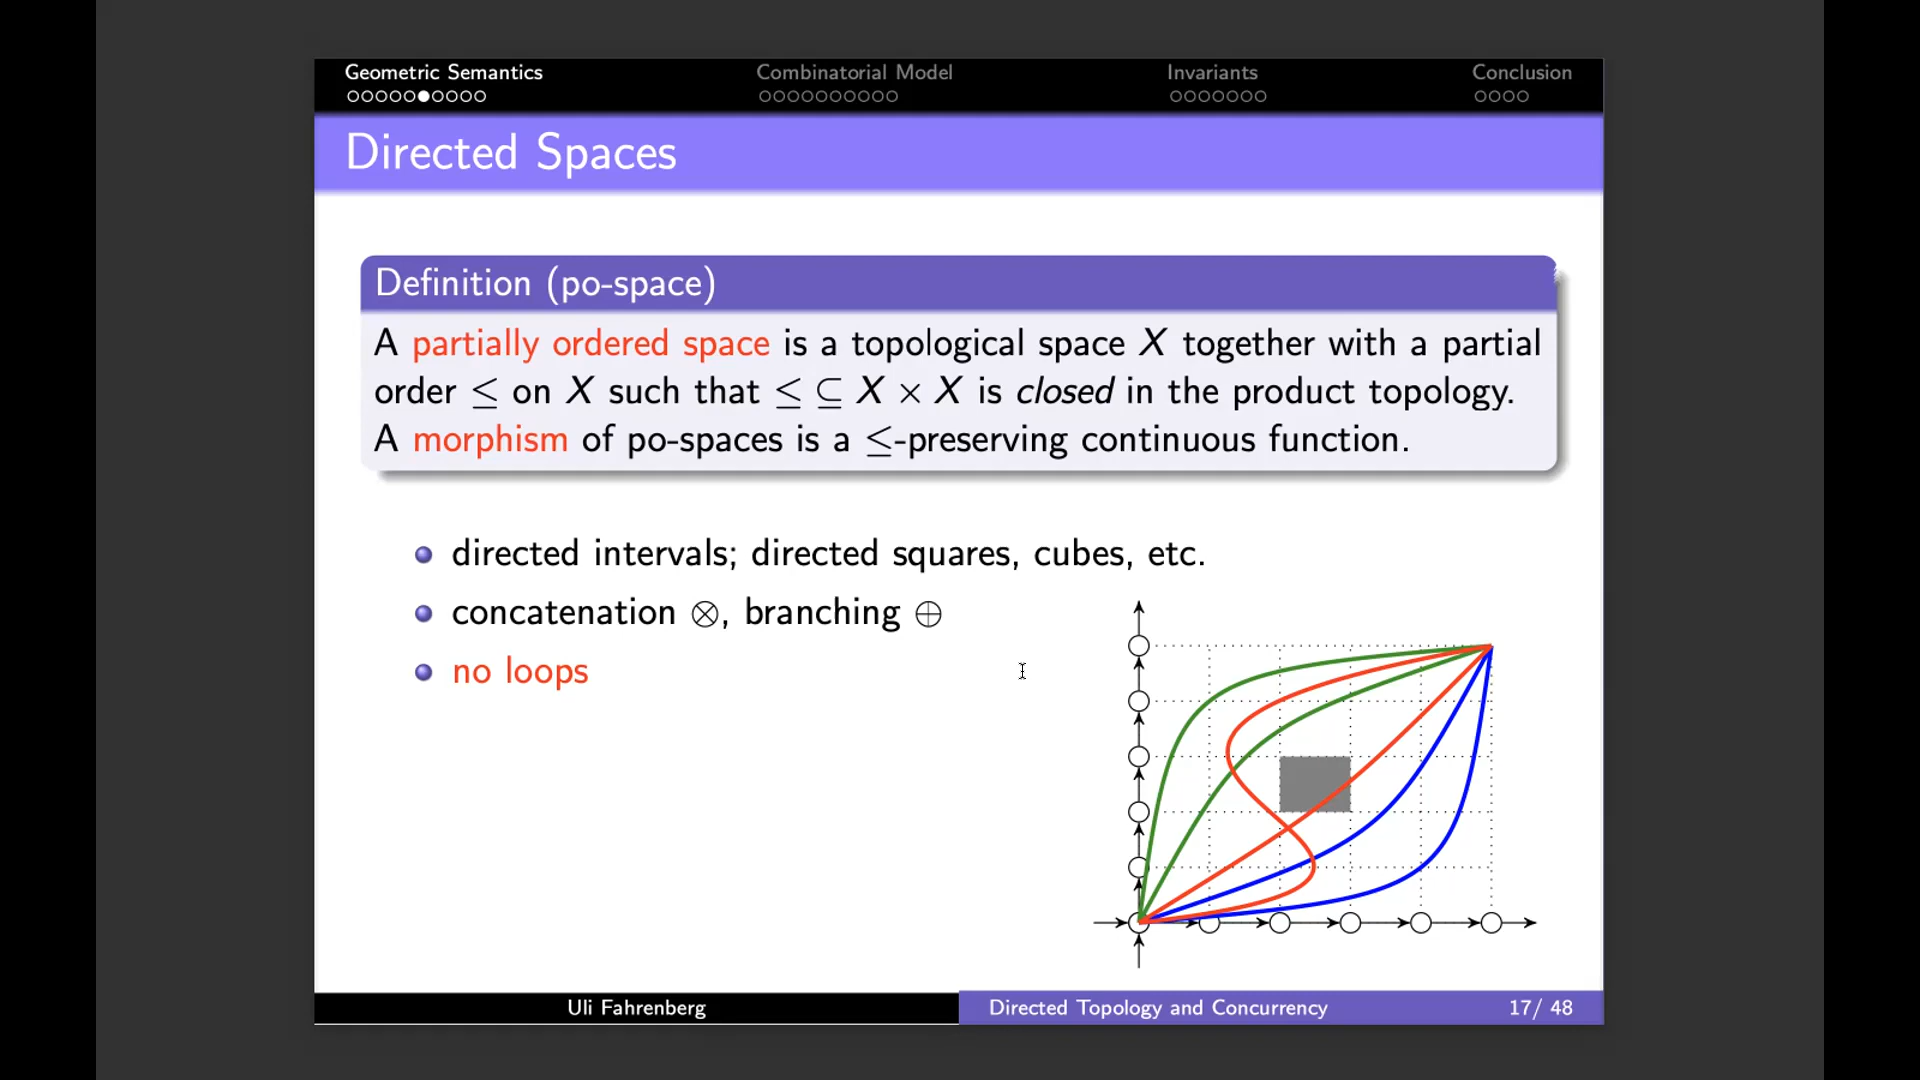 Geometric Semantics
Combinatorial Model
Invariants
Conclusion
Directed Spaces
Definition (po-space)
A partially ordered space is a topological space X together with a partial
order ≤ on X such that ≤ ⊆ X × X is closed in the product topology.
A morphism of po-spaces is a ≤-preserving continuous function.
directed intervals; directed squares, cubes, etc.
concatenation ⊗, branching ⊕
no loops
Uli Fahrenberg
Directed Topology and Concurrency
17/ 48